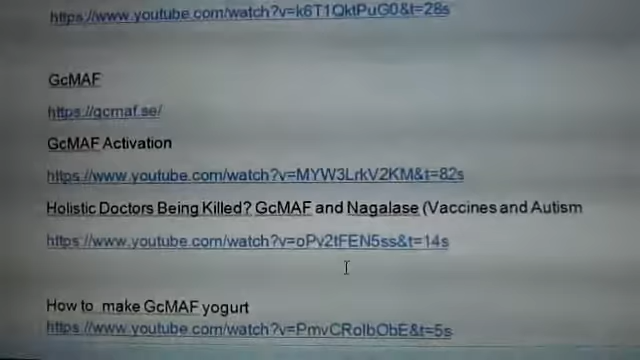 https://www.youtube.com/watch?v=k6T1QktPuG0&t=28s
GcMAF
https://gcmaf.se/
GcMAF Activation
https://www.youtube.com/watch?v=MYW3LrkV2KM&t=82s
Holistic Doctors Being Killed? GcMAF and Nagalase (Vaccines and Autism
https://www.youtube.com/watch?v=oPv2tFEN5ss&t=14s
How to make GcMAF yogurt
https://www.youtube.com/watch?v=PmvCRoIbObE&t=5s